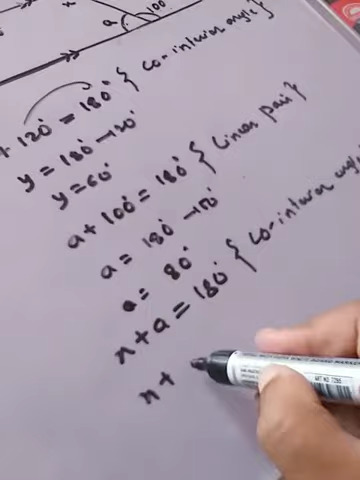 x
a 100°
+ 120° = 180° { co-interior angle }
y = 180° - 120°
y = 60°
a + 100° = 180° { Linear pair }
a = 180° - 100°
a = 80°
x + a = 180° { co-interior angle
x +